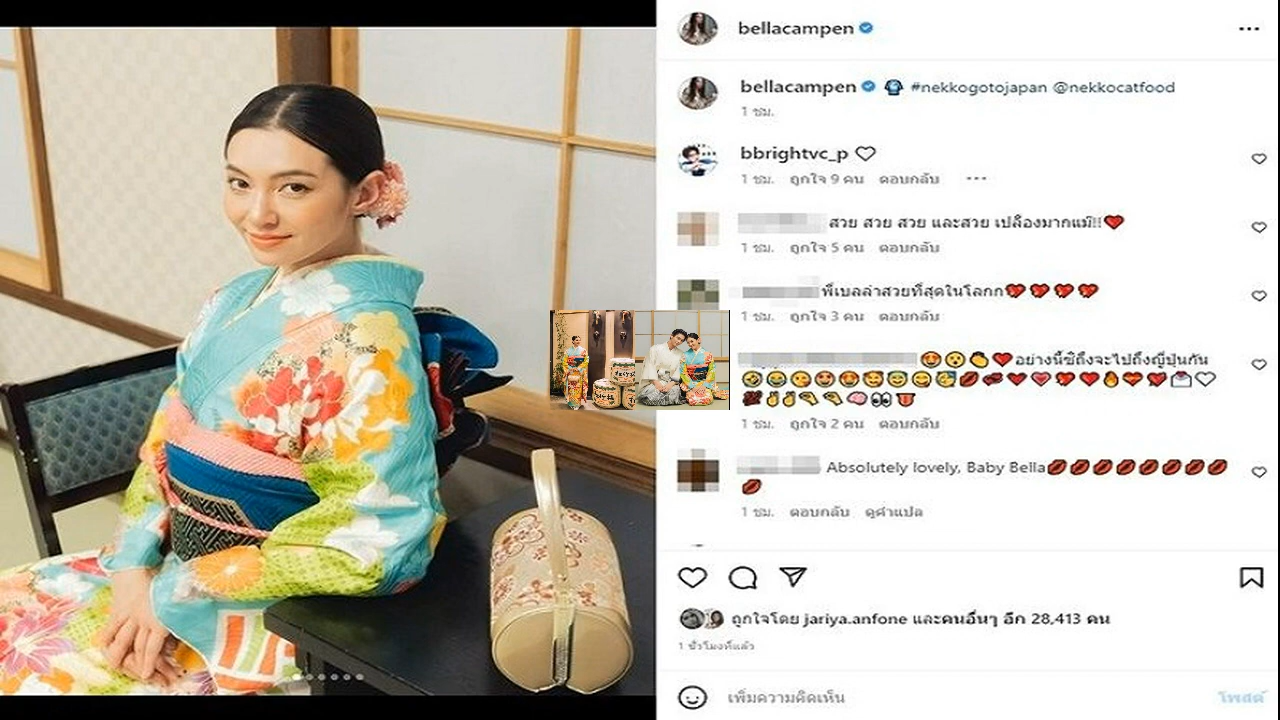 bellacampen
bellacampen #nekkogotojapan @nekkocatfood
1 ชม.
bbrightvc_p
1 ชม. ถูกใจ 9 คน ตอบกลับ
สวย สวย สวย และสวย เปล๊องมากแม๊!!
1 ชม. ถูกใจ 5 คน ตอบกลับ
พี่เบลล่าสวยที่สุดในโลกก
1 ชม. ถูกใจ 3 คน ตอบกลับ
อย่างนี้ซิถึงจะไปถึงญี่ปุ่นกัน
1 ชม. ถูกใจ 2 คน ตอบกลับ
Absolutely lovely, Baby Bella
1 ชม. ตอบกลับ ดูคำแปล
ถูกใจโดย jariya.anfone และคนอื่นๆ อีก 28,413 คน
1 ชั่วโมงที่แล้ว
เพิ่มความคิดเห็น
โพสต์